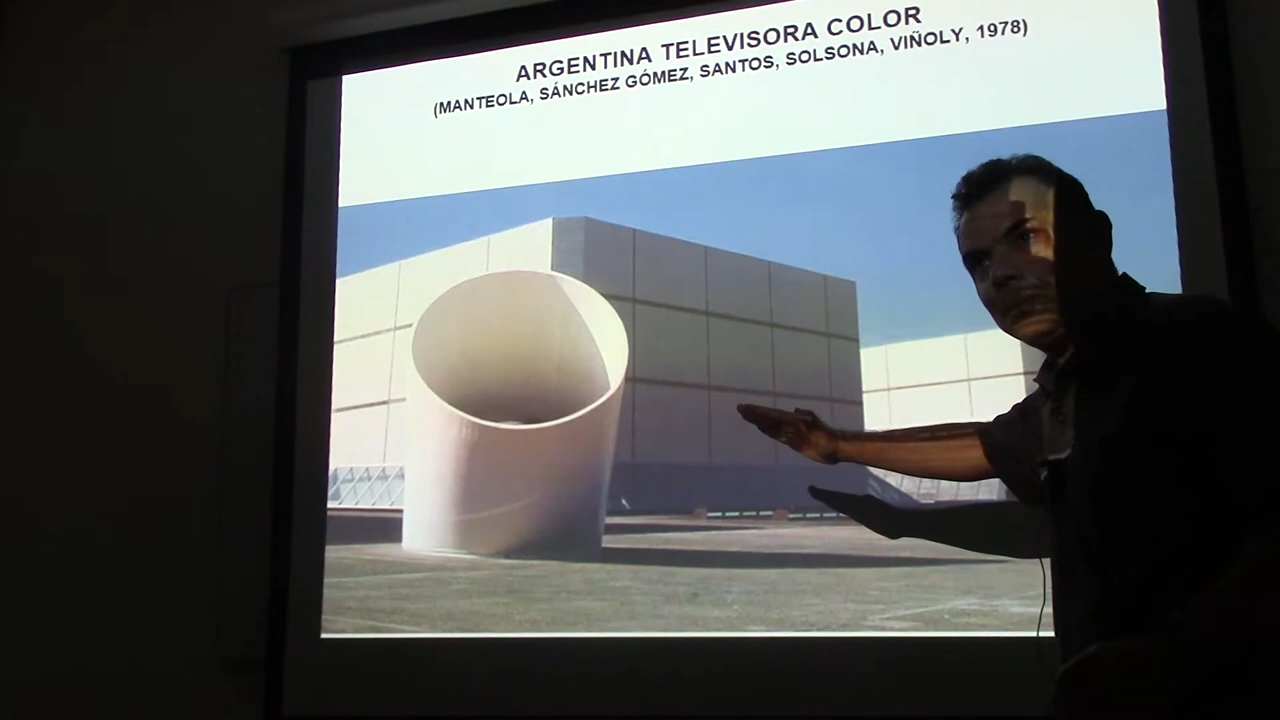 ARGENTINA TELEVISORA COLOR
(MANTEOLA, SÁNCHEZ GÓMEZ, SANTOS, SOLSONA, VIÑOLY, 1978)